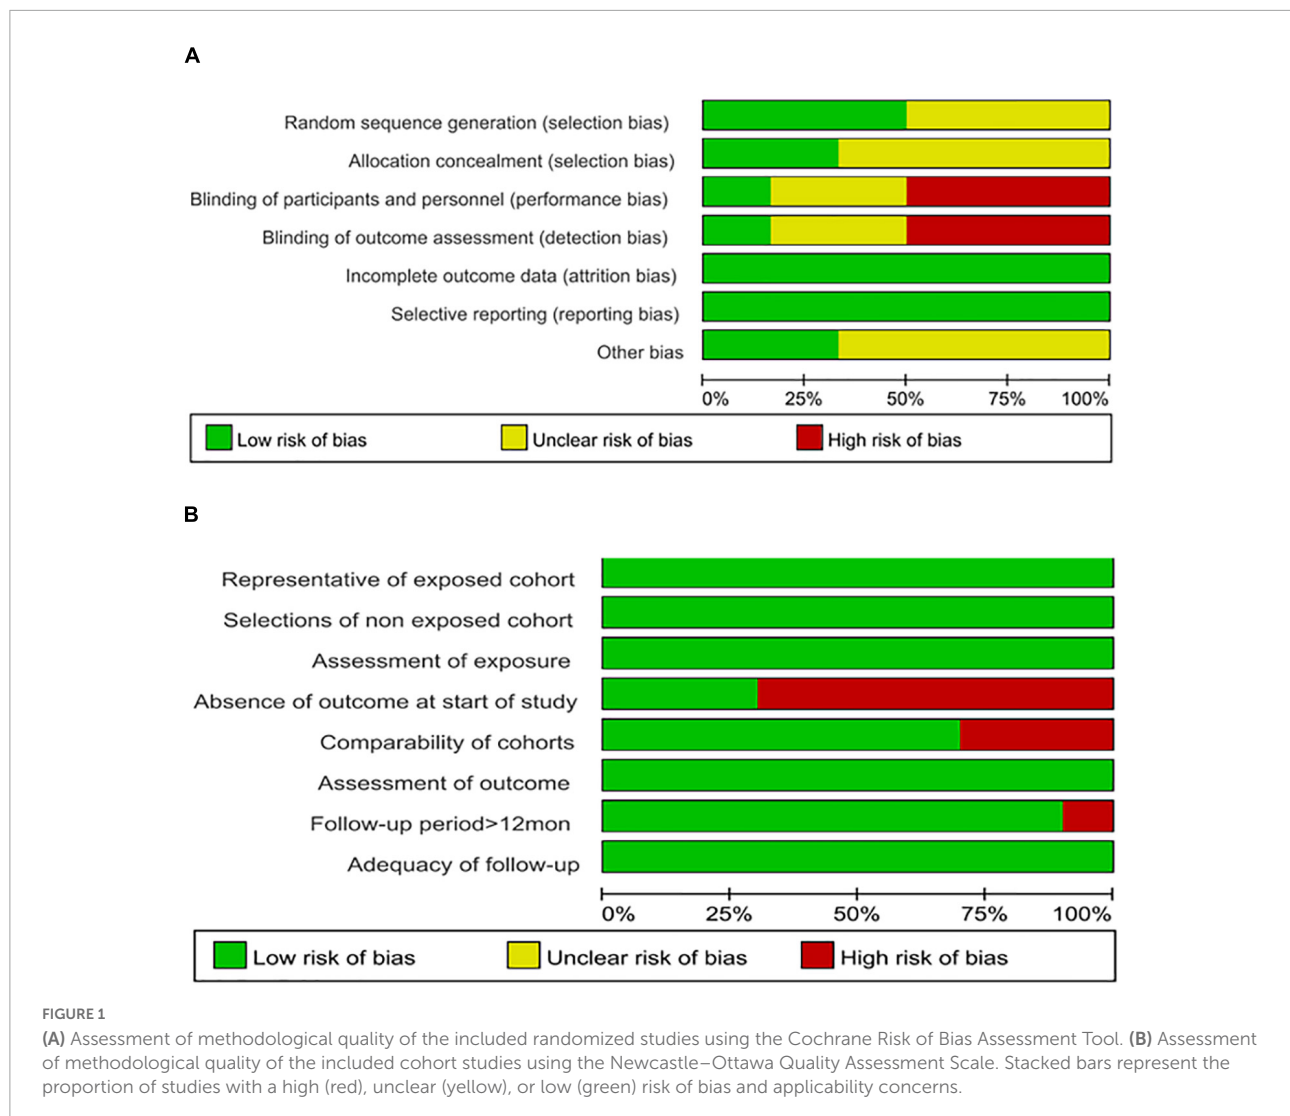 A
Random sequence generation (selection bias)
Allocation concealment (selection bias)
Blinding of participants and personnel (performance bias)
Blinding of outcome assessment (detection bias)
Incomplete outcome data (attrition bias)
Selective reporting (reporting bias)
Other bias
0% 25% 50% 75% 100%
Low risk of bias Unclear risk of bias High risk of bias
B
Representative of exposed cohort
Selections of non exposed cohort
Assessment of exposure
Absence of outcome at start of study
Comparability of cohorts
Assessment of outcome
Follow-up period>12mon
Adequacy of follow-up
0% 25% 50% 75% 100%
Low risk of bias Unclear risk of bias High risk of bias
FIGURE 1
(A) Assessment of methodological quality of the included randomized studies using the Cochrane Risk of Bias Assessment Tool. (B) Assessment
of methodological quality of the included cohort studies using the Newcastle–Ottawa Quality Assessment Scale. Stacked bars represent the
proportion of studies with a high (red), unclear (yellow), or low (green) risk of bias and applicability concerns.